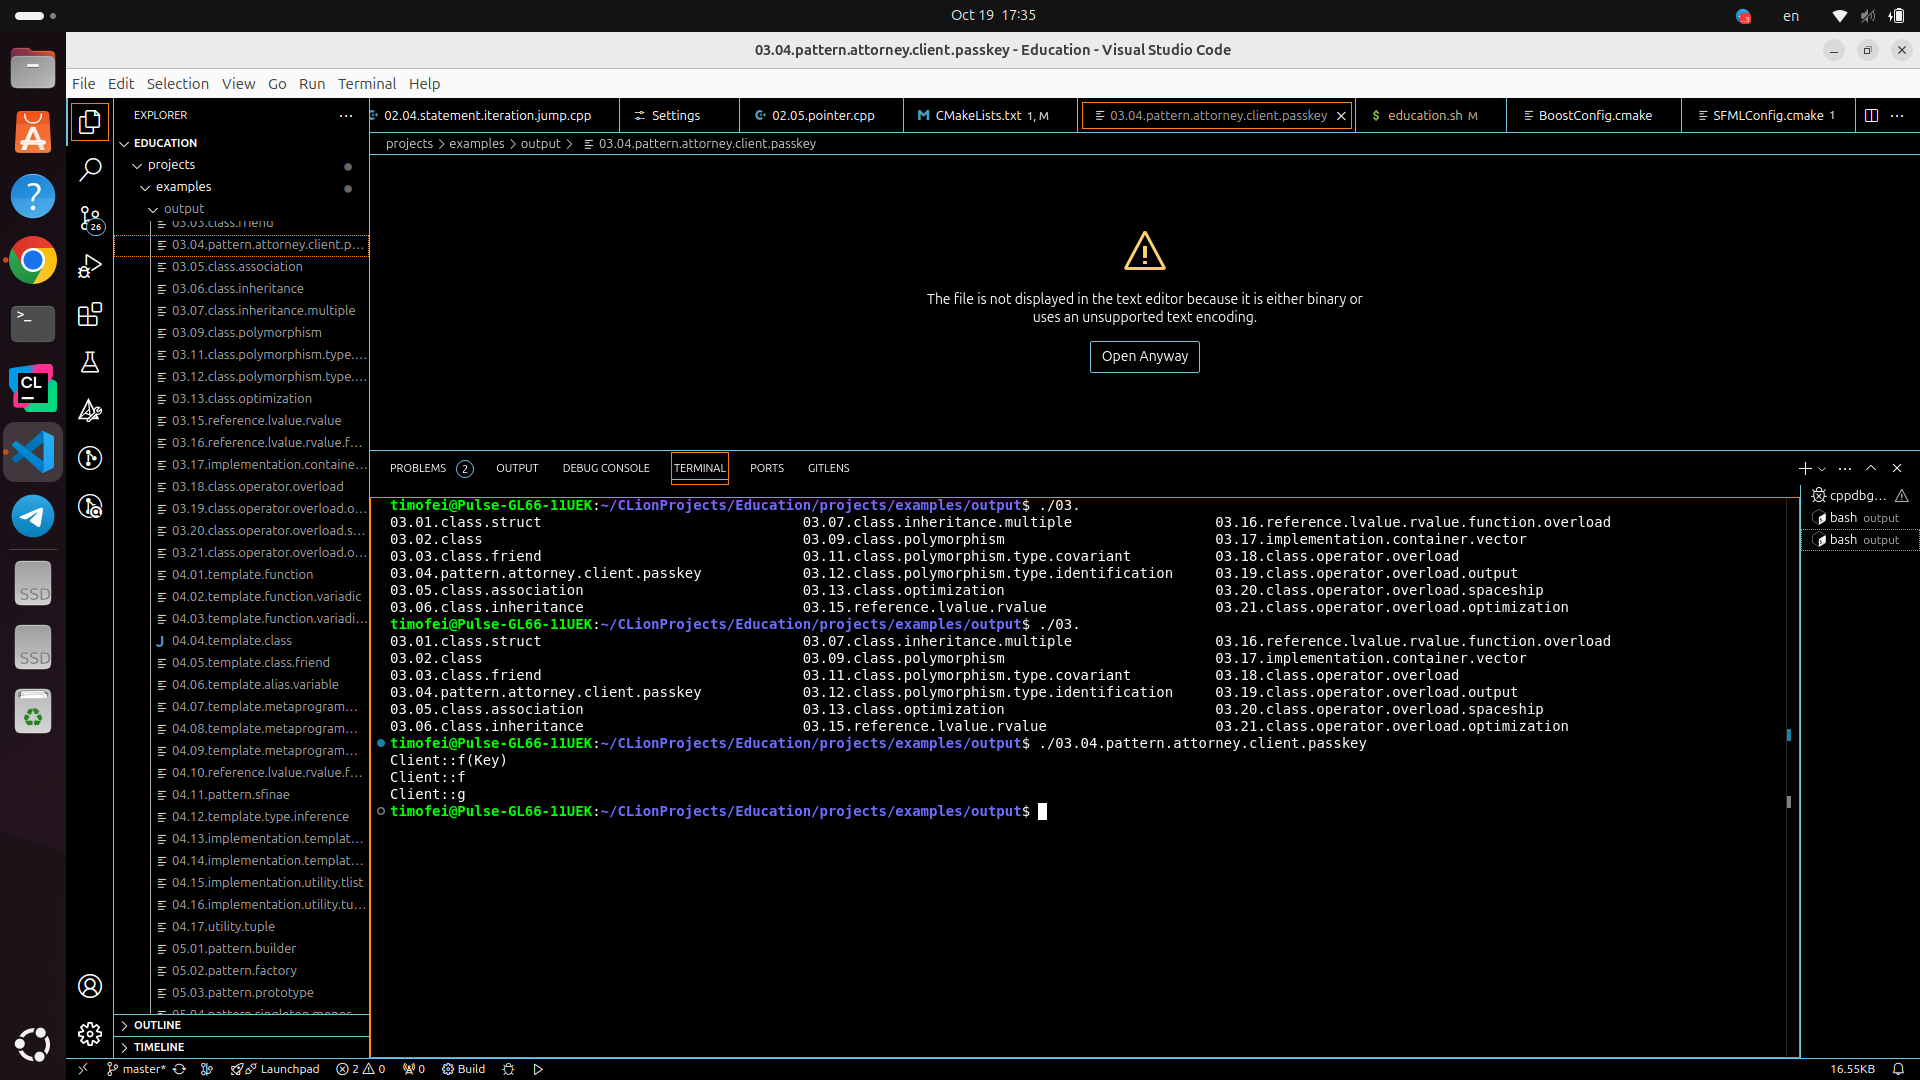 Oct 19 17:35
en
03.04.pattern.attorney.client.passkey - Education - Visual Studio Code
File Edit Selection View Go Run Terminal Help
EXPLORER
02.04.statement.iteration.jump.cpp
Settings
02.05.pointer.cpp
CMakeLists.txt 1, M
03.04.pattern.attorney.client.passkey
education.sh M
BoostConfig.cmake
SFMLConfig.cmake 1
projects > examples > output > 03.04.pattern.attorney.client.passkey
EDUCATION
projects
examples
output
03.03.class.friend
03.04.pattern.attorney.client.p...
03.05.class.association
03.06.class.inheritance
03.07.class.inheritance.multiple
03.09.class.polymorphism
03.11.class.polymorphism.type....
03.12.class.polymorphism.type....
03.13.class.optimization
03.15.reference.lvalue.rvalue
03.16.reference.lvalue.rvalue.f...
03.17.implementation.containe...
03.18.class.operator.overload
03.19.class.operator.overload.o...
03.20.class.operator.overload.s...
03.21.class.operator.overload.o...
04.01.template.function
04.02.template.function.variadic
04.03.template.function.variadi...
04.04.template.class
04.05.template.class.friend
04.06.template.alias.variable
04.07.template.metaprogram...
04.08.template.metaprogram...
04.09.template.metaprogram...
04.10.reference.lvalue.rvalue.f...
04.11.pattern.sfinae
04.12.template.type.inference
04.13.implementation.templat...
04.14.implementation.templat...
04.15.implementation.utility.tlist
04.16.implementation.utility.tu...
04.17.utility.tuple
05.01.pattern.builder
05.02.pattern.factory
05.03.pattern.prototype
OUTLINE
TIMELINE
26
CL
SSD
SSD
The file is not displayed in the text editor because it is either binary or
uses an unsupported text encoding.
Open Anyway
PROBLEMS 2 OUTPUT DEBUG CONSOLE TERMINAL PORTS GITLENS
timofei@Pulse-GL66-11UEK:~/CLionProjects/Education/projects/examples/output$ ./03.
03.01.class.struct 03.07.class.inheritance.multiple 03.16.reference.lvalue.rvalue.function.overload
03.02.class 03.09.class.polymorphism 03.17.implementation.container.vector
03.03.class.friend 03.11.class.polymorphism.type.covariant 03.18.class.operator.overload
03.04.pattern.attorney.client.passkey 03.12.class.polymorphism.type.identification 03.19.class.operator.overload.output
03.05.class.association 03.13.class.optimization 03.20.class.operator.overload.spaceship
03.06.class.inheritance 03.15.reference.lvalue.rvalue 03.21.class.operator.overload.optimization
timofei@Pulse-GL66-11UEK:~/CLionProjects/Education/projects/examples/output$ ./03.
03.01.class.struct 03.07.class.inheritance.multiple 03.16.reference.lvalue.rvalue.function.overload
03.02.class 03.09.class.polymorphism 03.17.implementation.container.vector
03.03.class.friend 03.11.class.polymorphism.type.covariant 03.18.class.operator.overload
03.04.pattern.attorney.client.passkey 03.12.class.polymorphism.type.identification 03.19.class.operator.overload.output
03.05.class.association 03.13.class.optimization 03.20.class.operator.overload.spaceship
03.06.class.inheritance 03.15.reference.lvalue.rvalue 03.21.class.operator.overload.optimization
timofei@Pulse-GL66-11UEK:~/CLionProjects/Education/projects/examples/output$ ./03.04.pattern.attorney.client.passkey
Client::f(Key)
Client::f
Client::g
timofei@Pulse-GL66-11UEK:~/CLionProjects/Education/projects/examples/output$
cppdbg...
bash output
bash output
master* Launchpad 2 0 0 Build 16.55KB